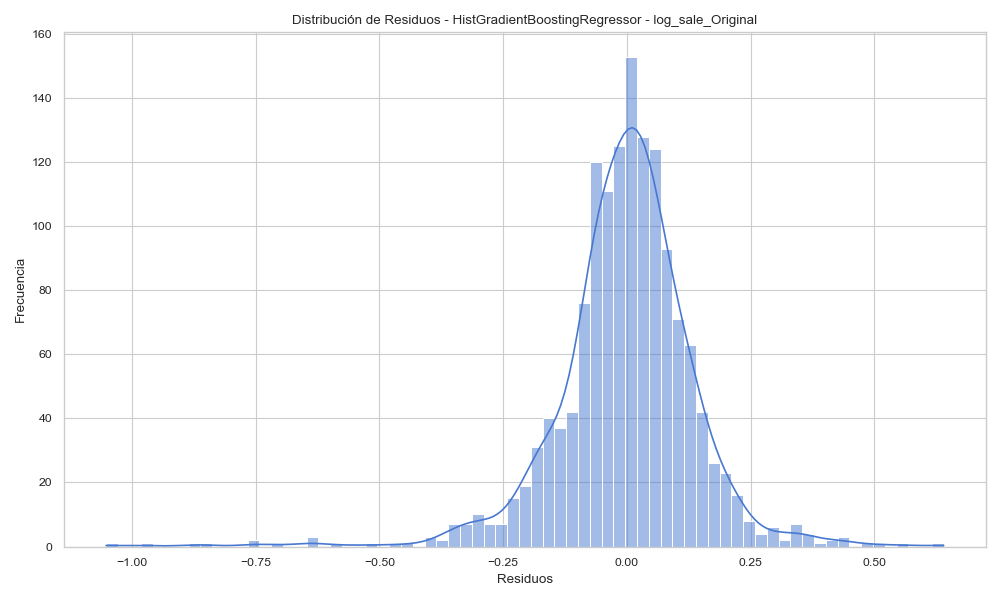 Distribución de Residuos - HistGradientBoostingRegressor - log_sale_Original
160
140
120
100
80
60
40
20
0
Frecuencia
−1.00 −0.75 −0.50 −0.25 0.00 0.25 0.50
Residuos